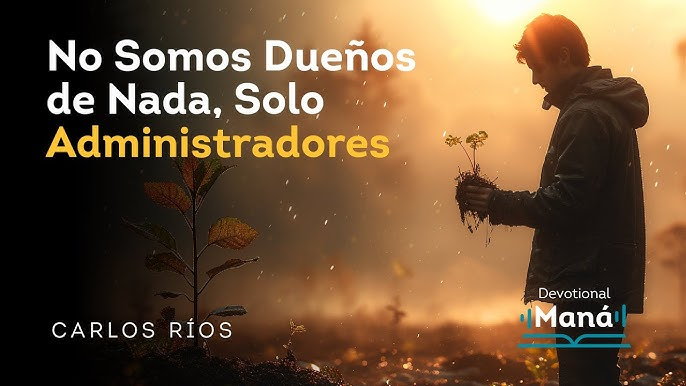 No Somos Dueños
de Nada, Solo
Administradores
CARLOS RÍOS
Devotional
Maná